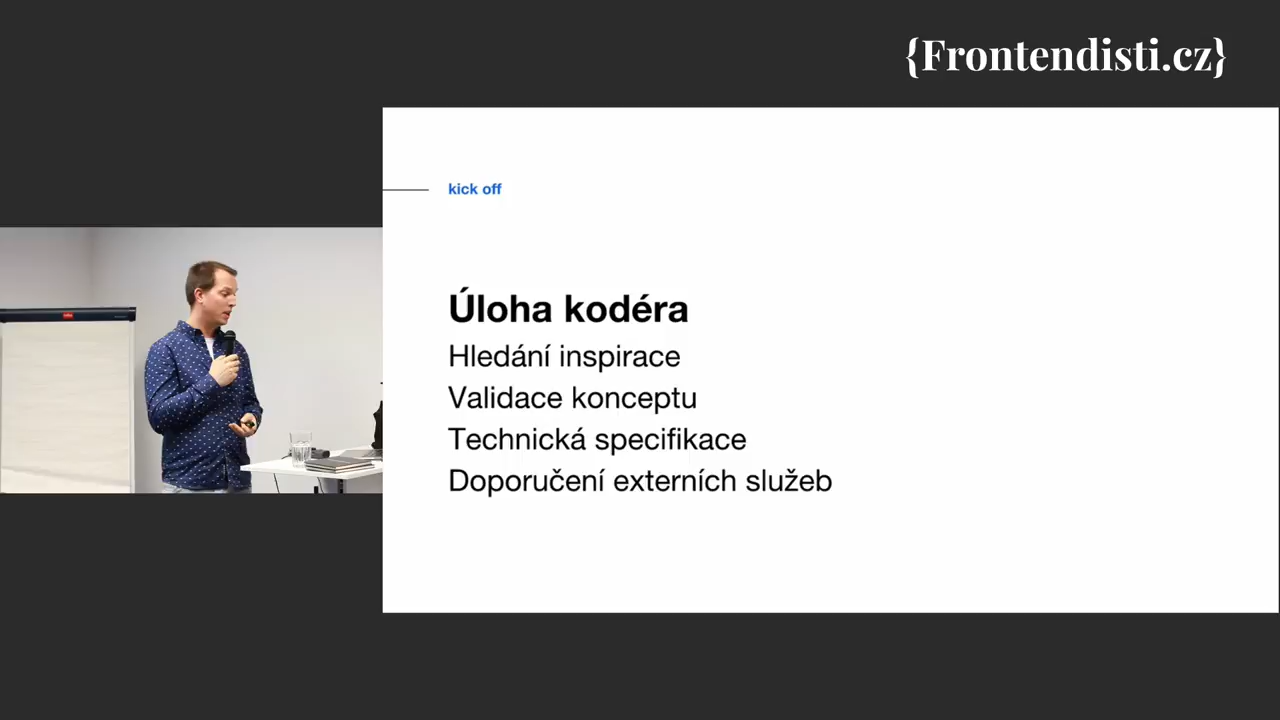 {Frontendisti.cz}
kick off
Úloha kodéra
Hledání inspirace
Validace konceptu
Technická specifikace
Doporučení externích služeb